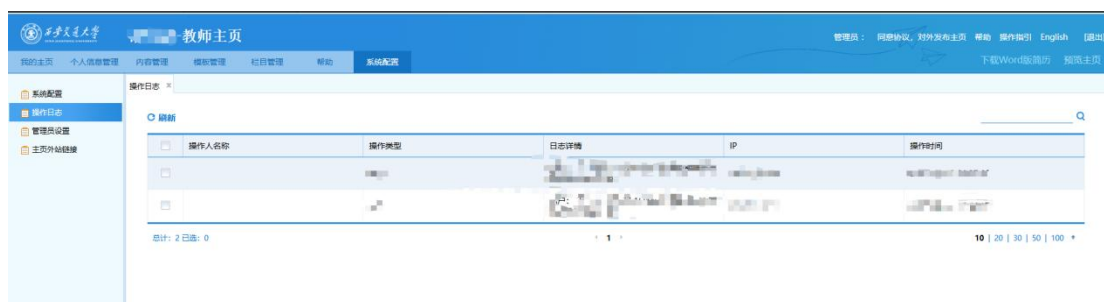 西安交通大学 教师主页 管理员： 同意协议, 对外发布主页 帮助 操作指引 English [退出]
我的主页 个人信息管理 内容管理 模板管理 栏目管理 帮助 系统配置 下载Word版简历 预览主页
系统配置
操作日志
管理员设置
主页外站链接
操作日志 ×
刷新
操作人名称 操作类型 日志详情 IP 操作时间
户:
总计: 2 已选: 0 1 10 | 20 | 30 | 50 | 100